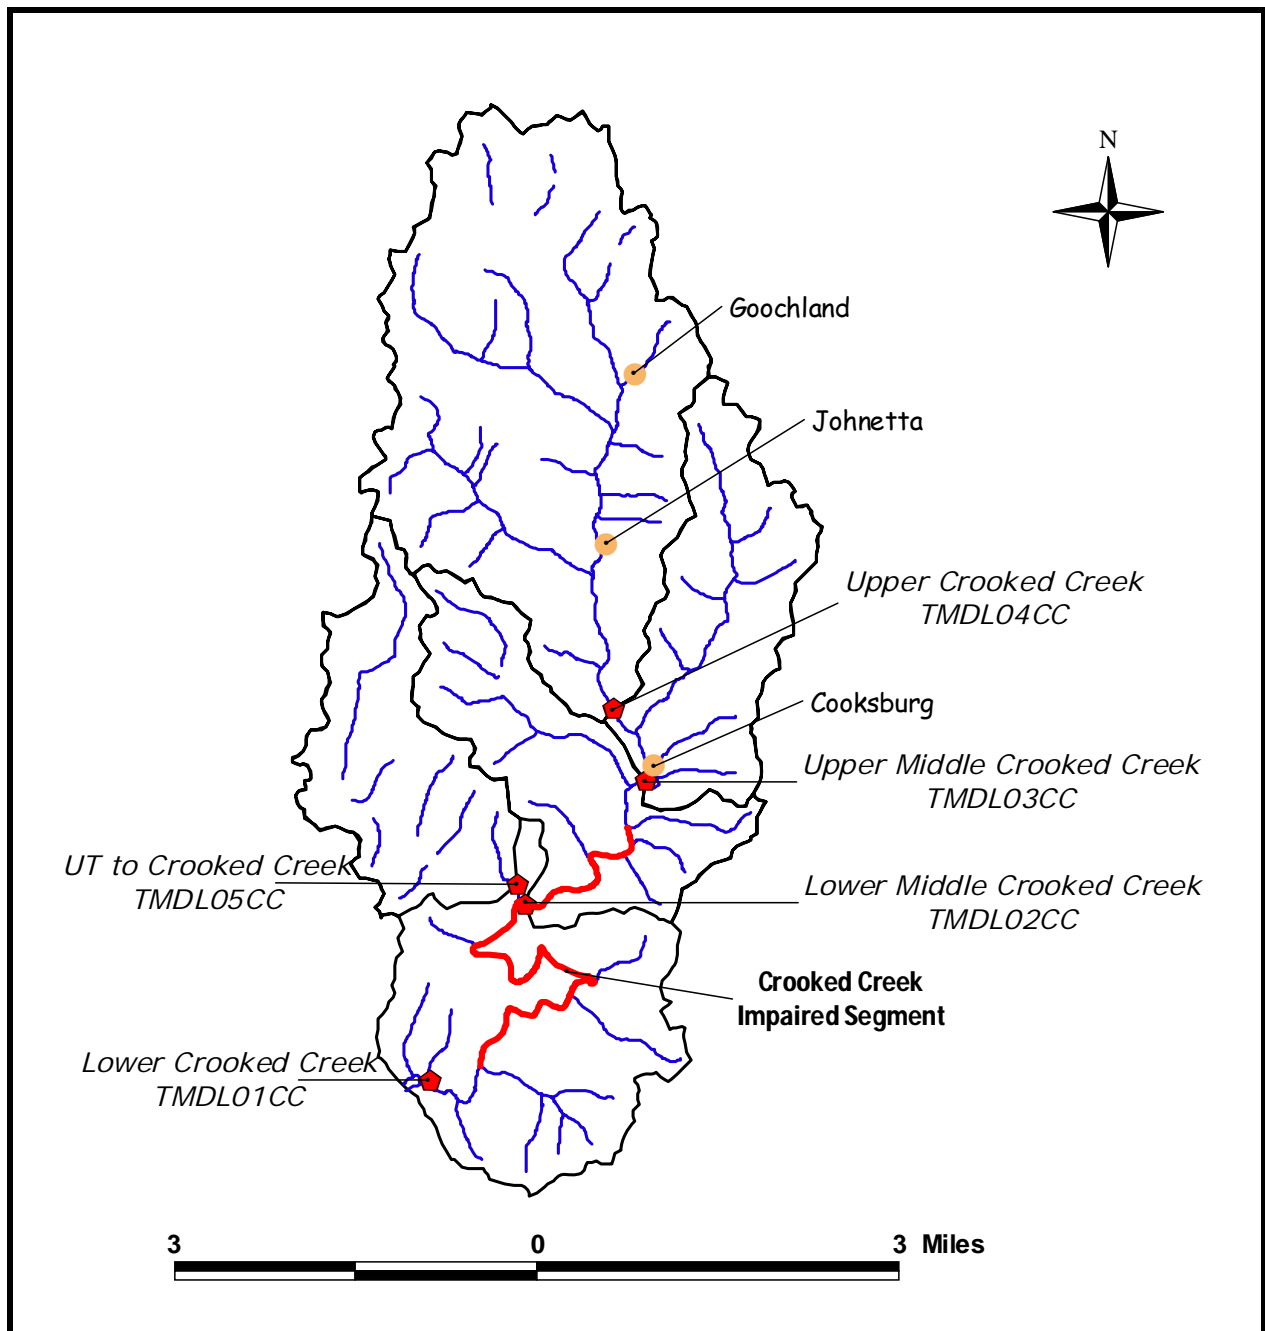 N
Goochland
Johnetta
Upper Crooked Creek
TMDL04CC
Cooksburg
Upper Middle Crooked Creek
TMDL03CC
UT to Crooked Creek
TMDL05CC
Lower Middle Crooked Creek
TMDL02CC
Crooked Creek
Impaired Segment
Lower Crooked Creek
TMDL01CC
3 0 3 Miles